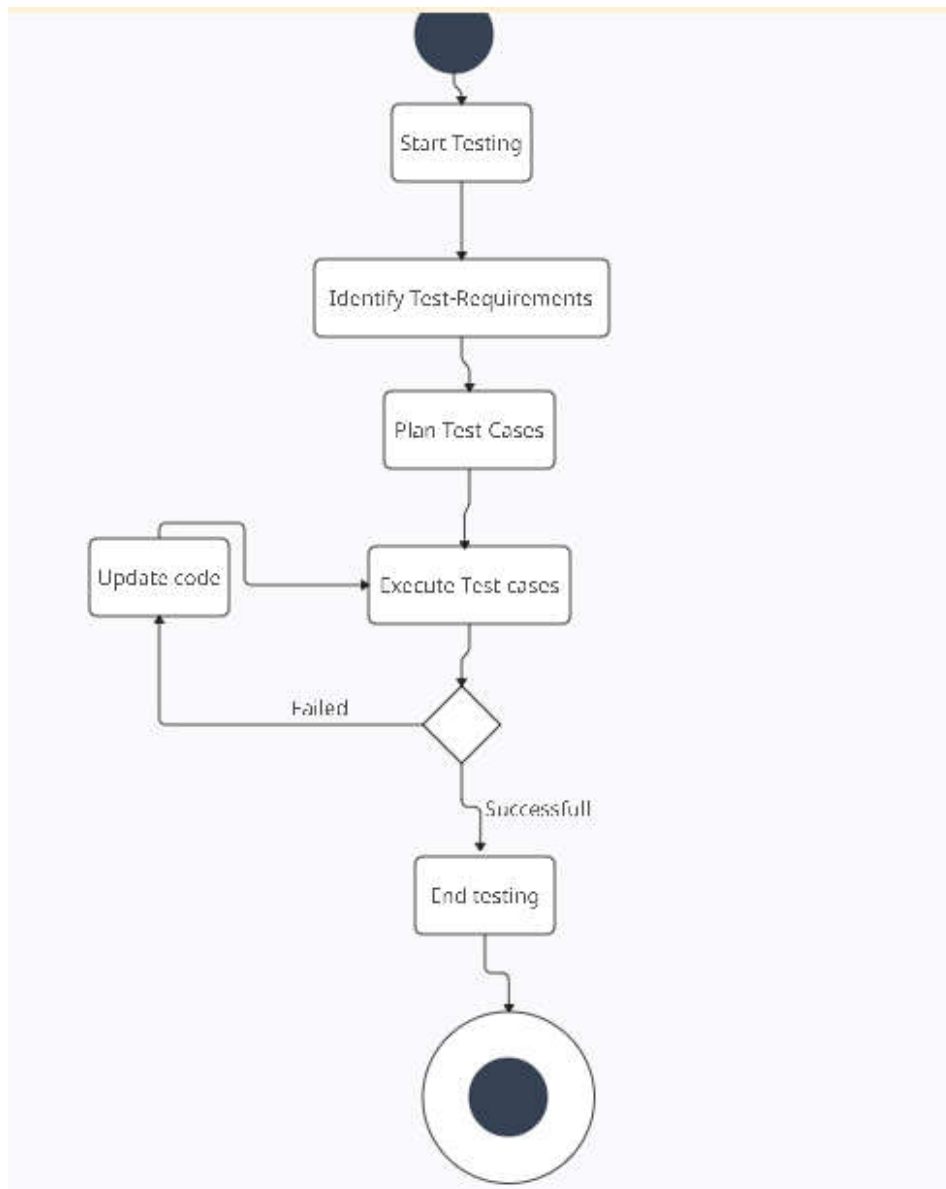 Start Testing
Identify Test-Requirements
Plan Test Cases
Update code
Execute Test cases
Failed
Successfull
End testing